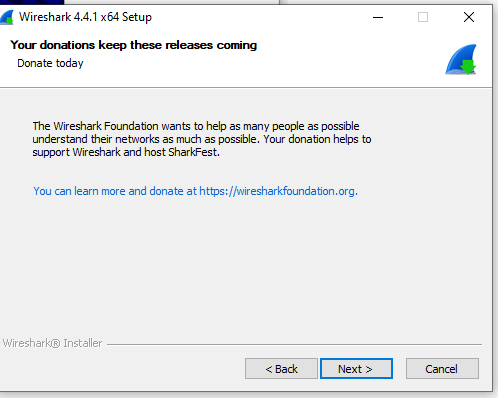 Wireshark 4.4.1 x64 Setup
Your donations keep these releases coming
Donate today
The Wireshark Foundation wants to help as many people as possible
understand their networks as much as possible. Your donation helps to
support Wireshark and host SharkFest.
You can learn more and donate at https://wiresharkfoundation.org.
Wireshark® Installer
< Back
Next >
Cancel